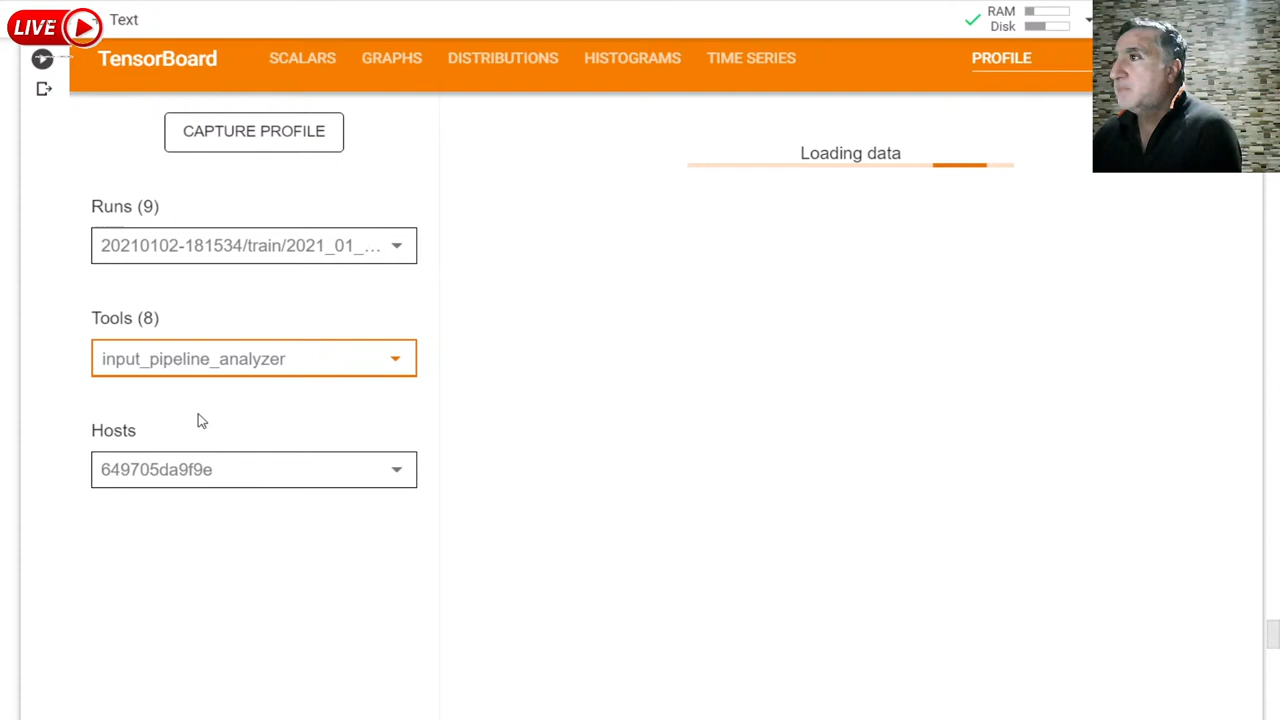 LIVE
+ Text
RAM
Disk
TensorBoard
SCALARS
GRAPHS
DISTRIBUTIONS
HISTOGRAMS
TIME SERIES
PROFILE
CAPTURE PROFILE
Loading data
Runs (9)
20210102-181534/train/2021_01_...
Tools (8)
input_pipeline_analyzer
Hosts
649705da9f9e